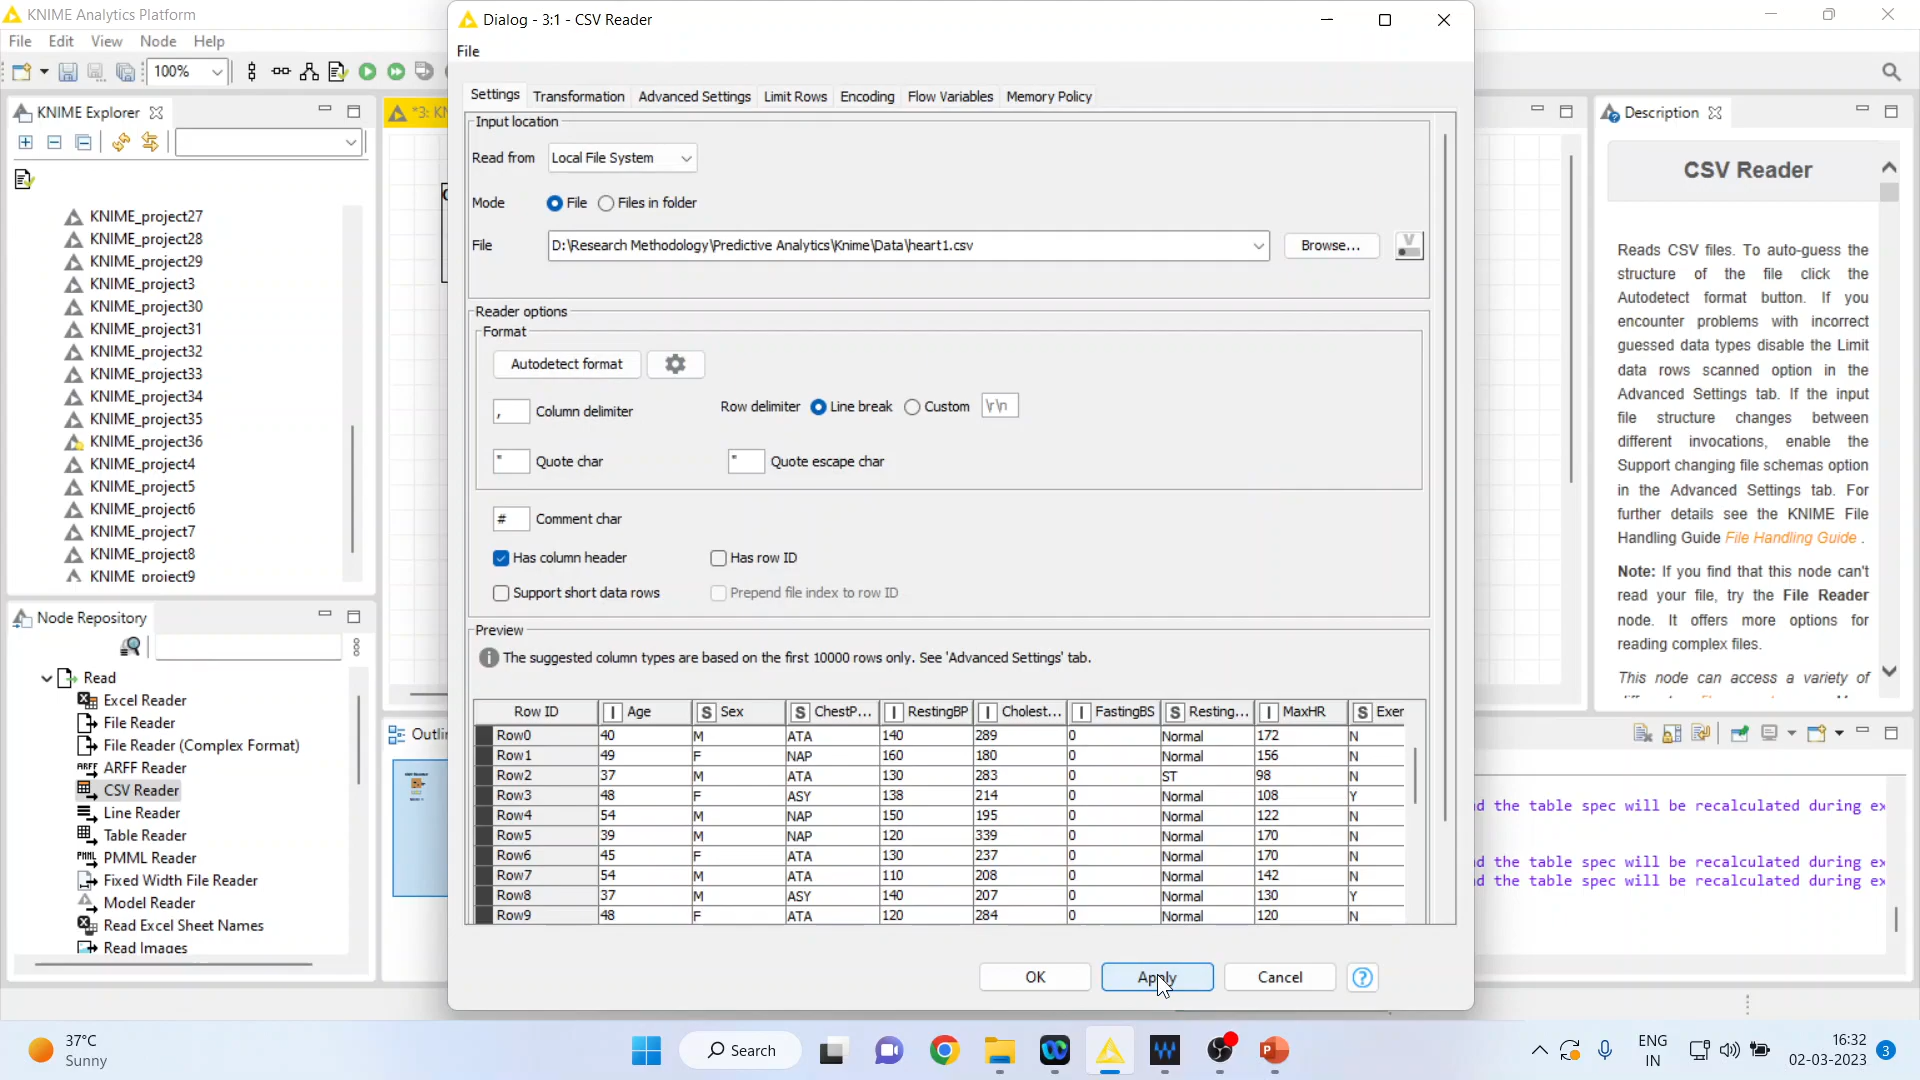 KNIME Analytics Platform
File Edit View Node Help
100%
KNIME Explorer
KNIME_project27
KNIME_project28
KNIME_project29
KNIME_project3
KNIME_project30
KNIME_project31
KNIME_project32
KNIME_project33
KNIME_project34
KNIME_project35
KNIME_project36
KNIME_project4
KNIME_project5
KNIME_project6
KNIME_project7
KNIME_project8
KNIME_project9
Node Repository
Read
Excel Reader
File Reader
File Reader (Complex Format)
ARFF Reader
CSV Reader
Line Reader
Table Reader
PMML Reader
Fixed Width File Reader
Model Reader
Read Excel Sheet Names
Read Images
*3: KN
Outli
Dialog - 3:1 - CSV Reader
File
Settings Transformation Advanced Settings Limit Rows Encoding Flow Variables Memory Policy
Input location
Read from Local File System
Mode File Files in folder
File D:\Research Methodology\Predictive Analytics\Knime\Data\heart1.csv Browse...
Reader options
Format
Autodetect format
, Column delimiter Row delimiter Line break Custom \r\n
" Quote char " Quote escape char
# Comment char
Has column header Has row ID
Support short data rows Prepend file index to row ID
Preview
The suggested column types are based on the first 10000 rows only. See 'Advanced Settings' tab.
Row ID I Age S Sex S ChestP... I RestingBP I Cholest... I FastingBS S Resting... I MaxHR S Exer
Row0 40 M ATA 140 289 0 Normal 172 N
Row1 49 F NAP 160 180 0 Normal 156 N
Row2 37 M ATA 130 283 0 ST 98 N
Row3 48 F ASY 138 214 0 Normal 108 Y
Row4 54 M NAP 150 195 0 Normal 122 N
Row5 39 M NAP 120 339 0 Normal 170 N
Row6 45 F ATA 130 237 0 Normal 170 N
Row7 54 M ATA 110 208 0 Normal 142 N
Row8 37 M ASY 140 207 0 Normal 130 Y
Row9 48 F ATA 120 284 0 Normal 120 N
OK Apply Cancel
Description
CSV Reader
Reads CSV files. To auto-guess the
structure of the file click the
Autodetect format button. If you
encounter problems with incorrect
guessed data types disable the Limit
data rows scanned option in the
Advanced Settings tab. If the input
file structure changes between
different invocations, enable the
Support changing file schemas option
in the Advanced Settings tab. For
further details see the KNIME File
Handling Guide File Handling Guide .
Note: If you find that this node can't
read your file, try the File Reader
node. It offers more options for
reading complex files.
This node can access a variety of
d the table spec will be recalculated during ex
d the table spec will be recalculated during ex
d the table spec will be recalculated during ex
37°C
Sunny
Search
ENG
IN
16:32
02-03-2023
3